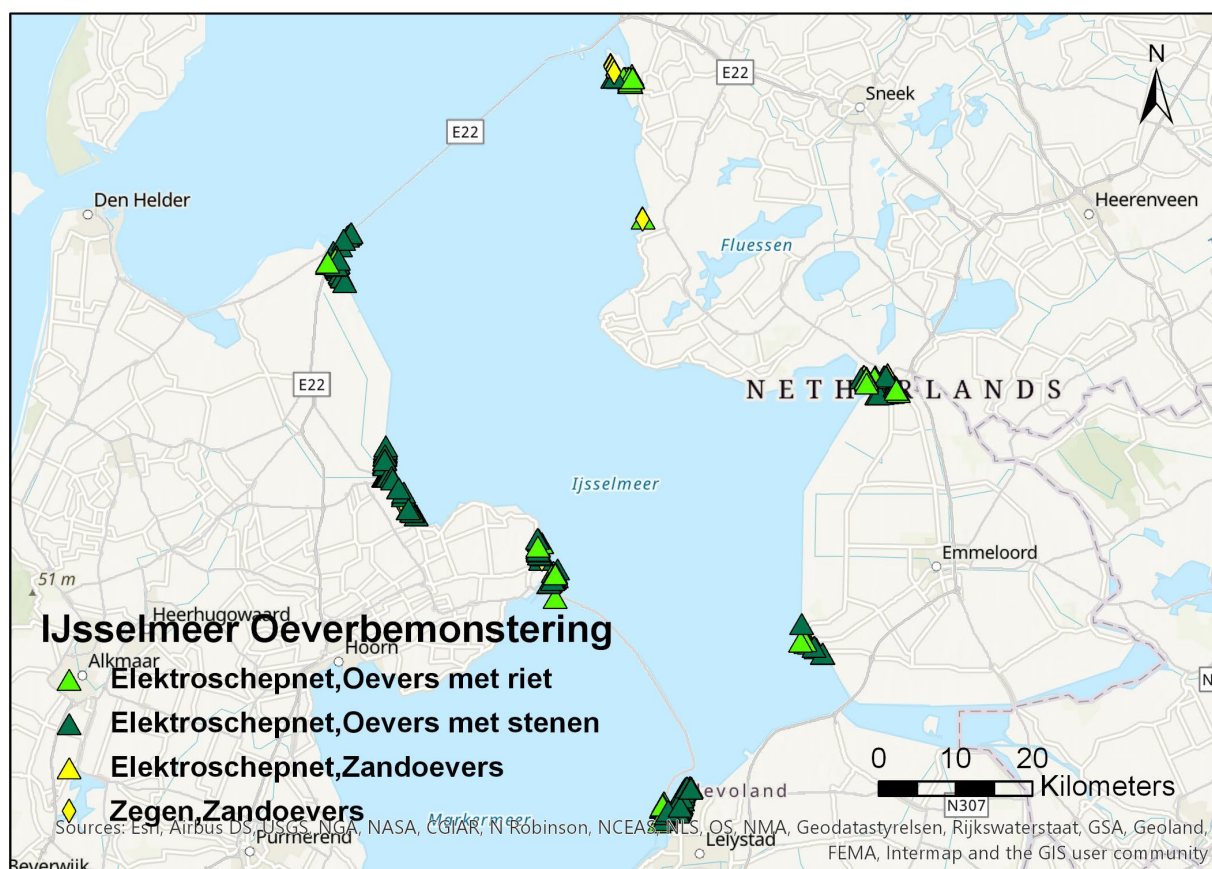 N
E22
Sneek
E22
Den Helder
Heerenveen
Fluessen
E22
NETHERLANDS
Ijsselmeer
Emmeloord
51 m
Heerhugowaard
IJsselmeer Oeverbemonstering
Hoorn
Alkmaar
Elektroschepnet,Oevers met riet
N
Elektroschepnet,Oevers met stenen
0 10 20
Elektroschepnet,Zandoevers
Kilometers
levoland
N307
Zegen,Zandoevers
Markermeer
Sources: Esri, Airbus DS, USGS, NGA, NASA, CGIAR, N Robinson, NCEAS, NLS, OS, NMA, Geodatastyrelsen, Rijkswaterstaat, GSA, Geoland,
Purmerend
Lelystad
FEMA, Intermap and the GIS user community
Beverwijk